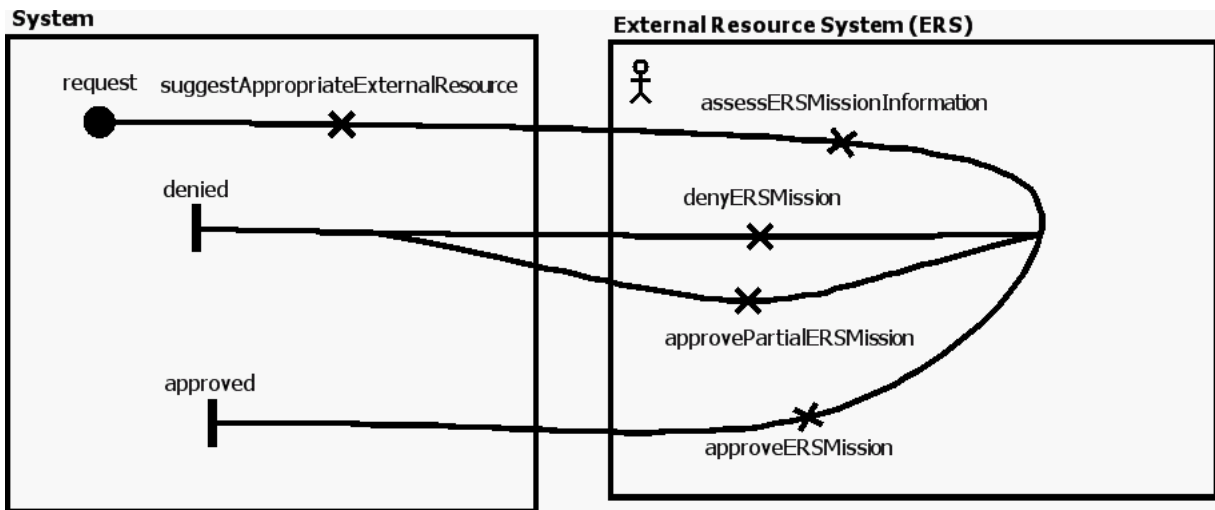 System
External Resource System (ERS)
request
suggestAppropriateExternalResource
assessERSMissionInformation
denied
denyERSMission
approvePartialERSMission
approved
approveERSMission